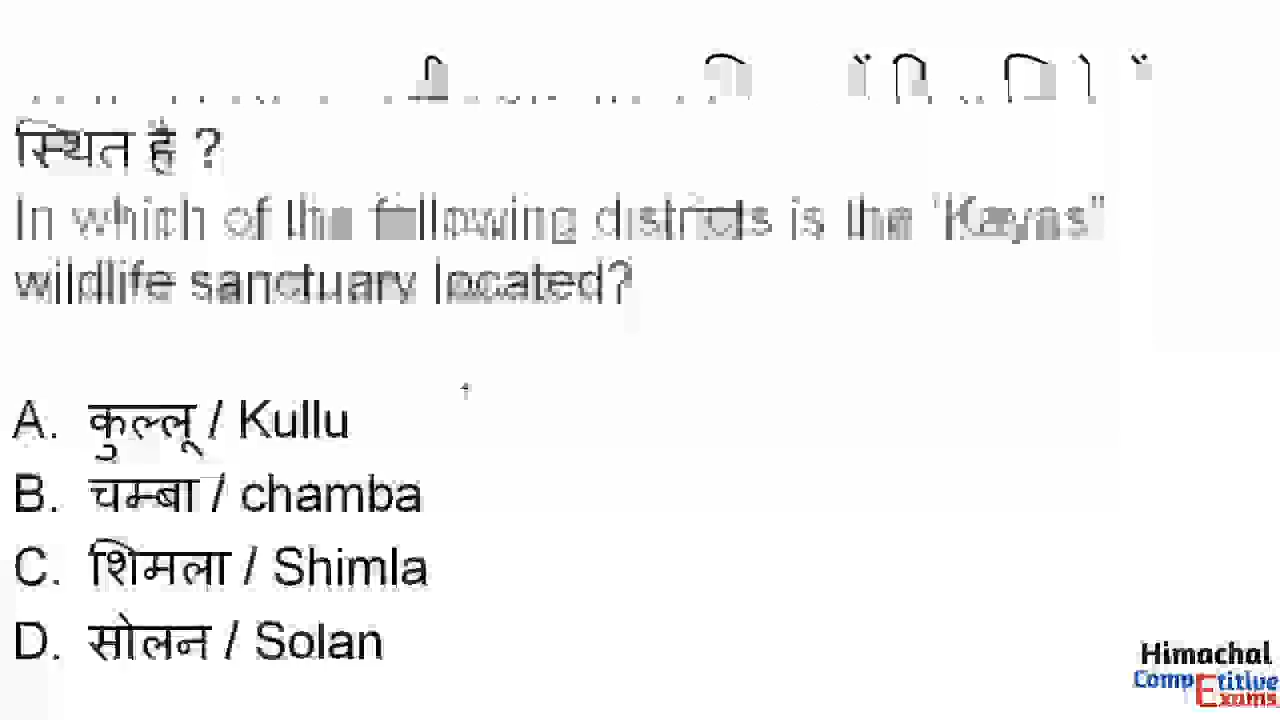 स्थित है ?
In which of the following districts is the "Kayas"
wildlife sanctuary located?
A. कुल्लू / Kullu
B. चम्बा / chamba
C. शिमला / Shimla
D. सोलन / Solan
Himachal
Competitive
Exams